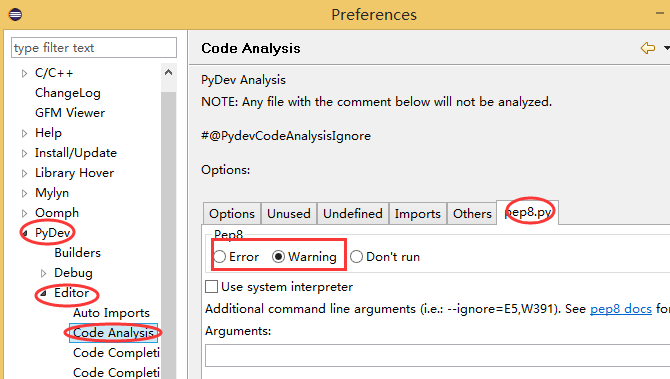 Preferences
type filter text
C/C++
ChangeLog
GFM Viewer
Help
Install/Update
Library Hover
Mylyn
Oomph
PyDev
Builders
Debug
Editor
Auto Imports
Code Analysis
Code Completi
Code Completi
Code Analysis
PyDev Analysis
NOTE: Any file with the comment below will not be analyzed.
#@PydevCodeAnalysisIgnore
Options:
Options Unused Undefined Imports Others pep8.py
Pep8
Error Warning Don't run
Use system interpreter
Additional command line arguments (i.e.: --ignore=E5,W391). See pep8 docs for
Arguments: